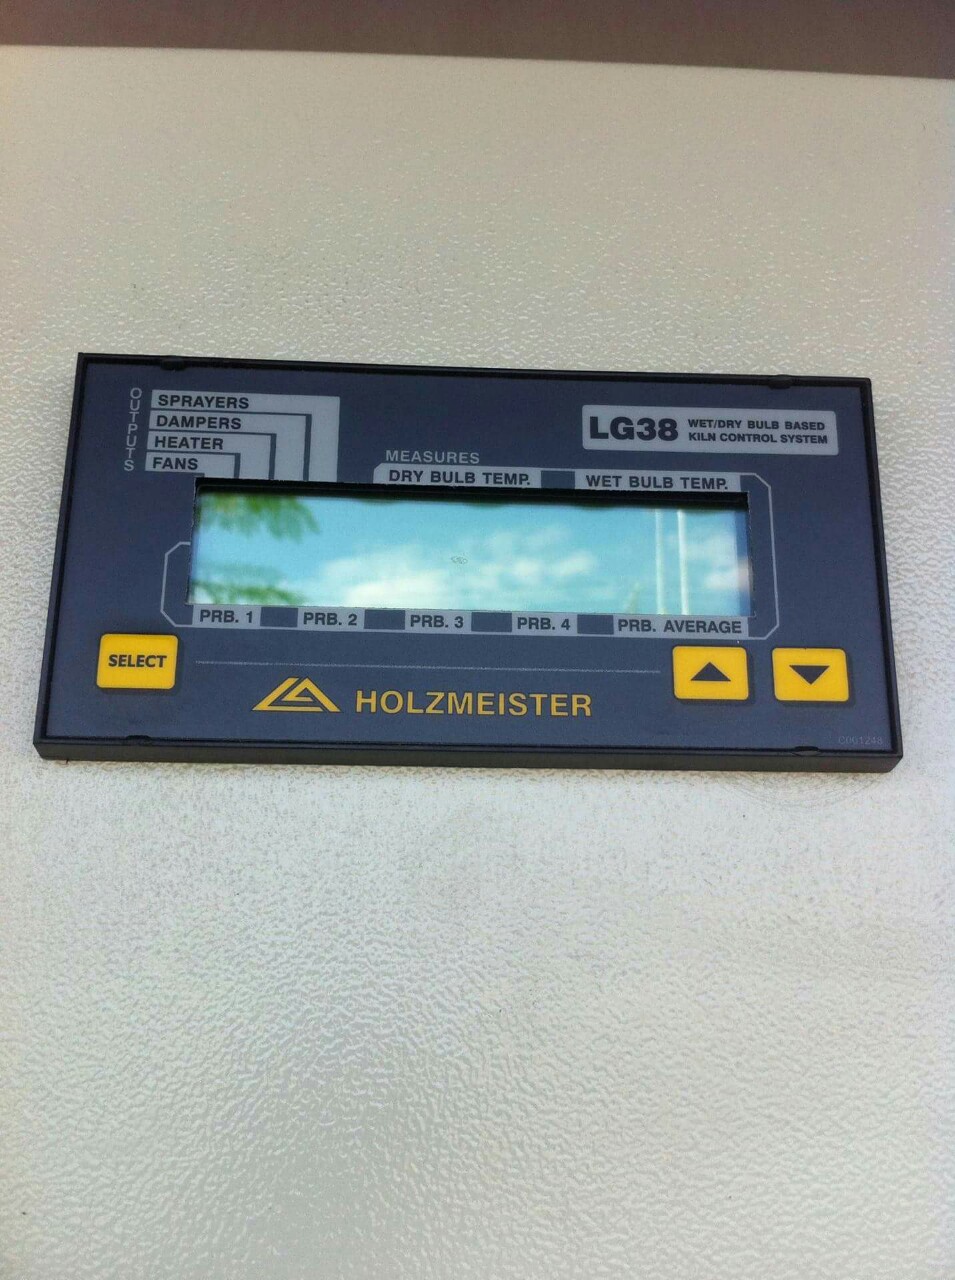 OUTPUTS
SPRAYERS
DAMPERS
HEATER
FANS
LG38 WET/DRY BULB BASED
KILN CONTROL SYSTEM
MEASURES
DRY BULB TEMP. WET BULB TEMP.
PRB. 1 PRB. 2 PRB. 3 PRB. 4 PRB. AVERAGE
SELECT
HOLZMEISTER